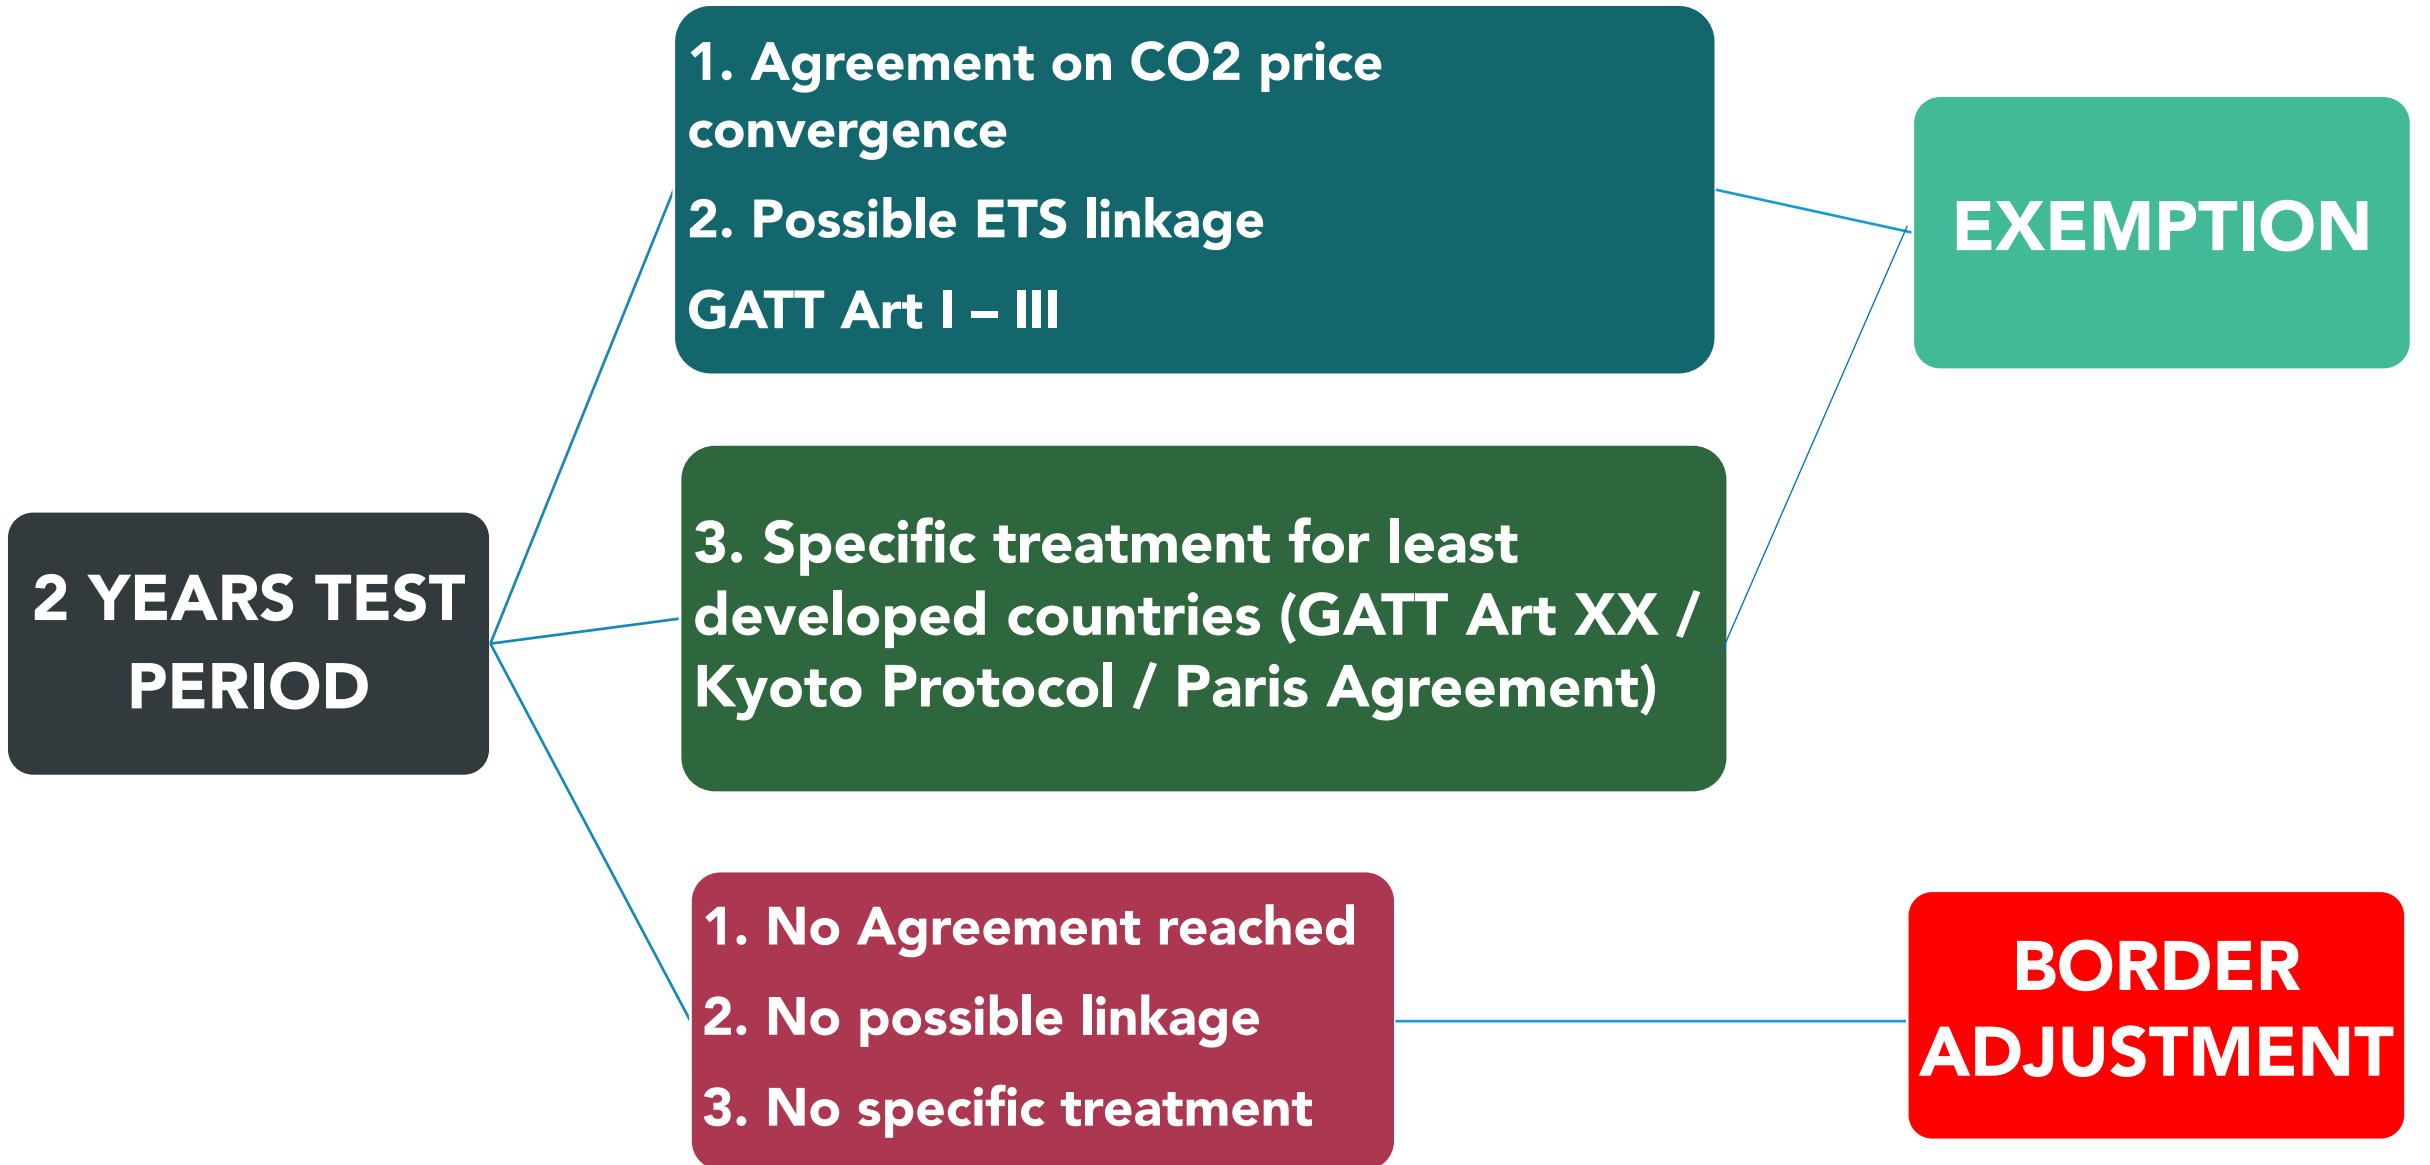 1. Agreement on CO2 price
convergence
2. Possible ETS linkage
GATT Art I – III
EXEMPTION
2 YEARS TEST
PERIOD
3. Specific treatment for least
developed countries (GATT Art XX /
Kyoto Protocol / Paris Agreement)
1. No Agreement reached
2. No possible linkage
3. No specific treatment
BORDER
ADJUSTMENT